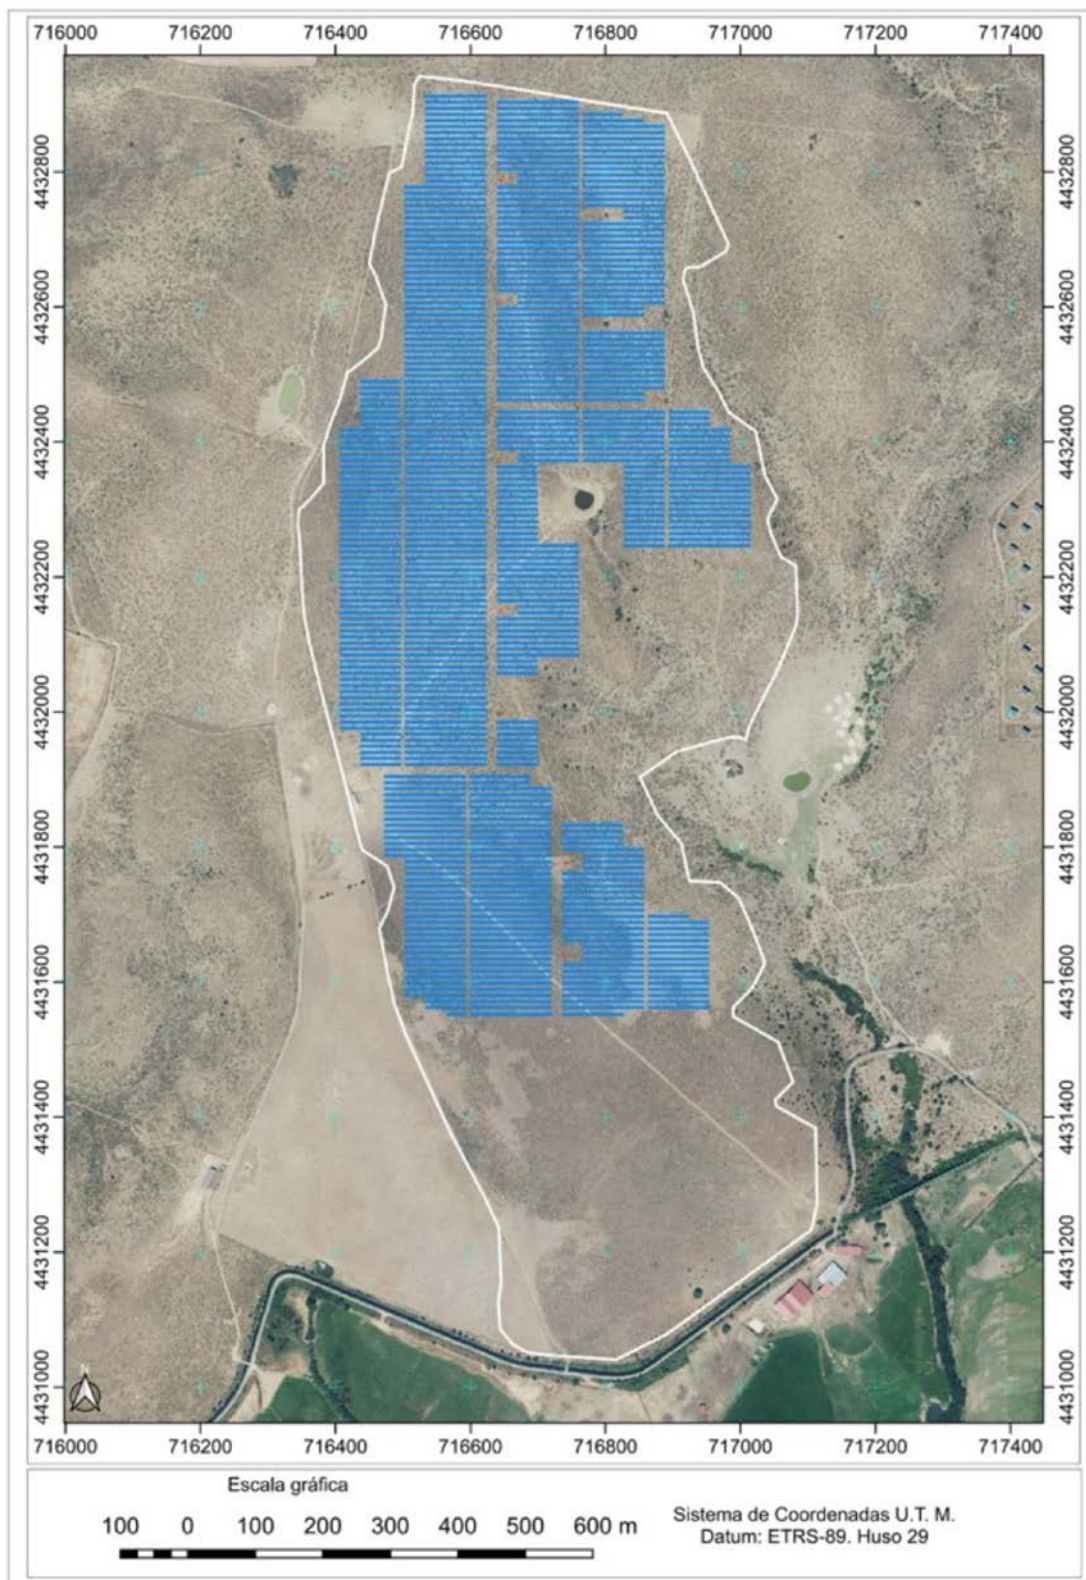 716000 716200 716400 716600 716800 717000 717200 717400
4432800 4432800
4432600 4432600
4432400 4432400
4432200 4432200
4432000 4432000
4431800 4431800
4431600 4431600
4431400 4431400
4431200 4431200
4431000 4431000
N
716000 716200 716400 716600 716800 717000 717200 717400
Escala gráfica
100 0 100 200 300 400 500 600 m
Sistema de Coordenadas U.T. M.
Datum: ETRS-89. Huso 29